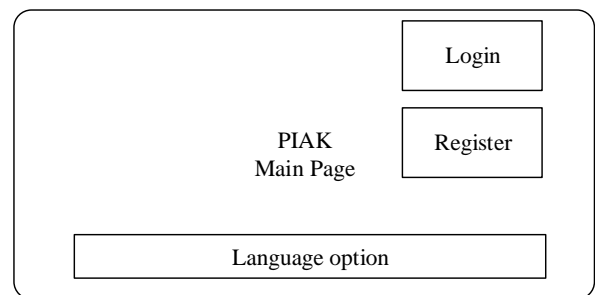 Login
PIAK
Main Page
Register
Language option